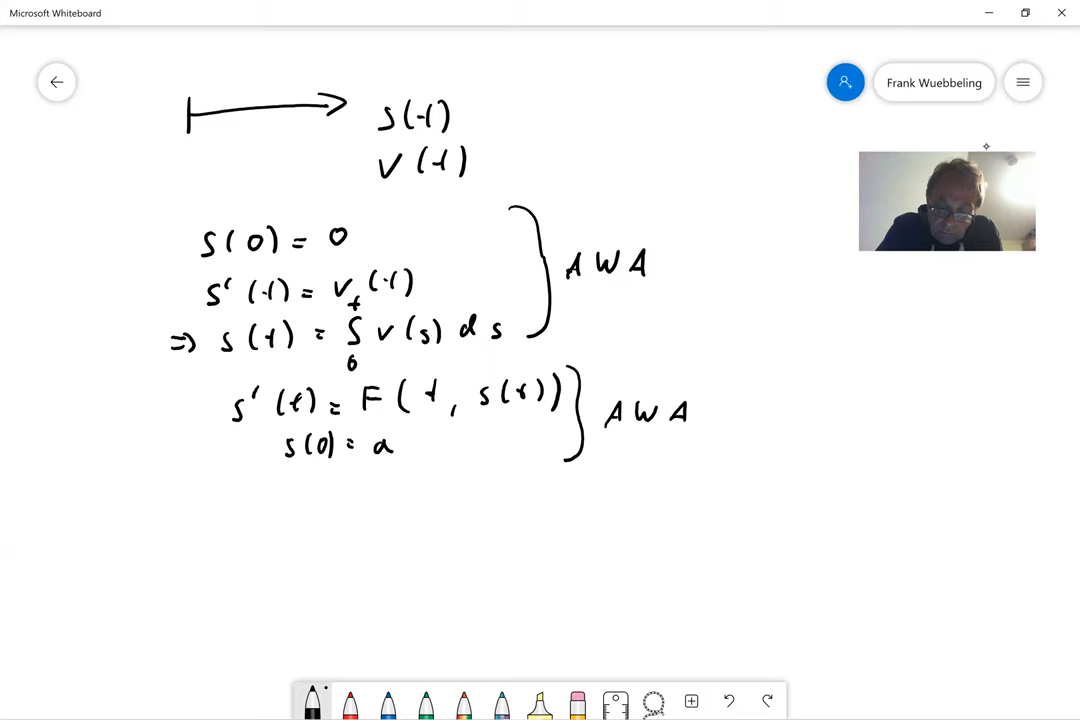 Microsoft Whiteboard
Frank Wuebbeling
s(t)
v(t)
s(0) = 0
s'(t) = v(t)
⇒ s(t) = ∫₀ᵗ v(s) ds
AWA
s'(t) = F(t, s(t))
s(0) = a
AWA